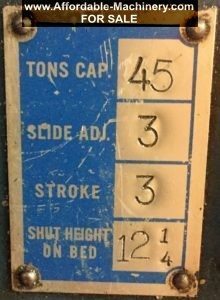 www.Affordable-Machinery.com
FOR SALE
TONS CAP. 45
SLIDE ADJ. 3
STROKE 3
SHUT HEIGHT
ON BED 12 1/4